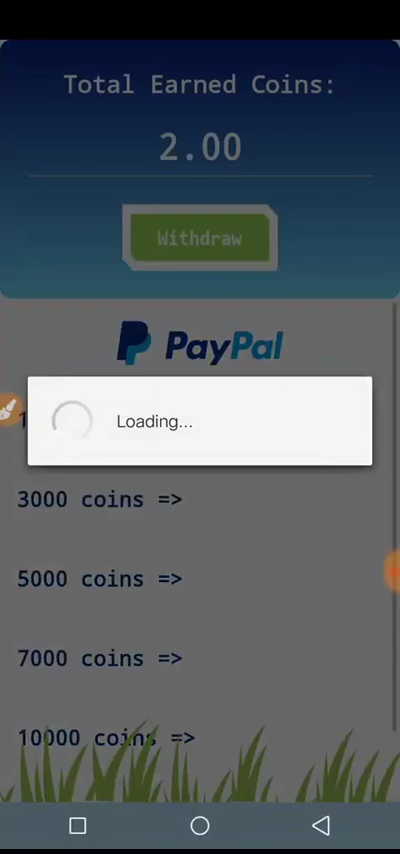 Total Earned Coins:
2.00
Withdraw
PayPal
Loading...
3000 coins =>
5000 coins =>
7000 coins =>
10000 coins =>